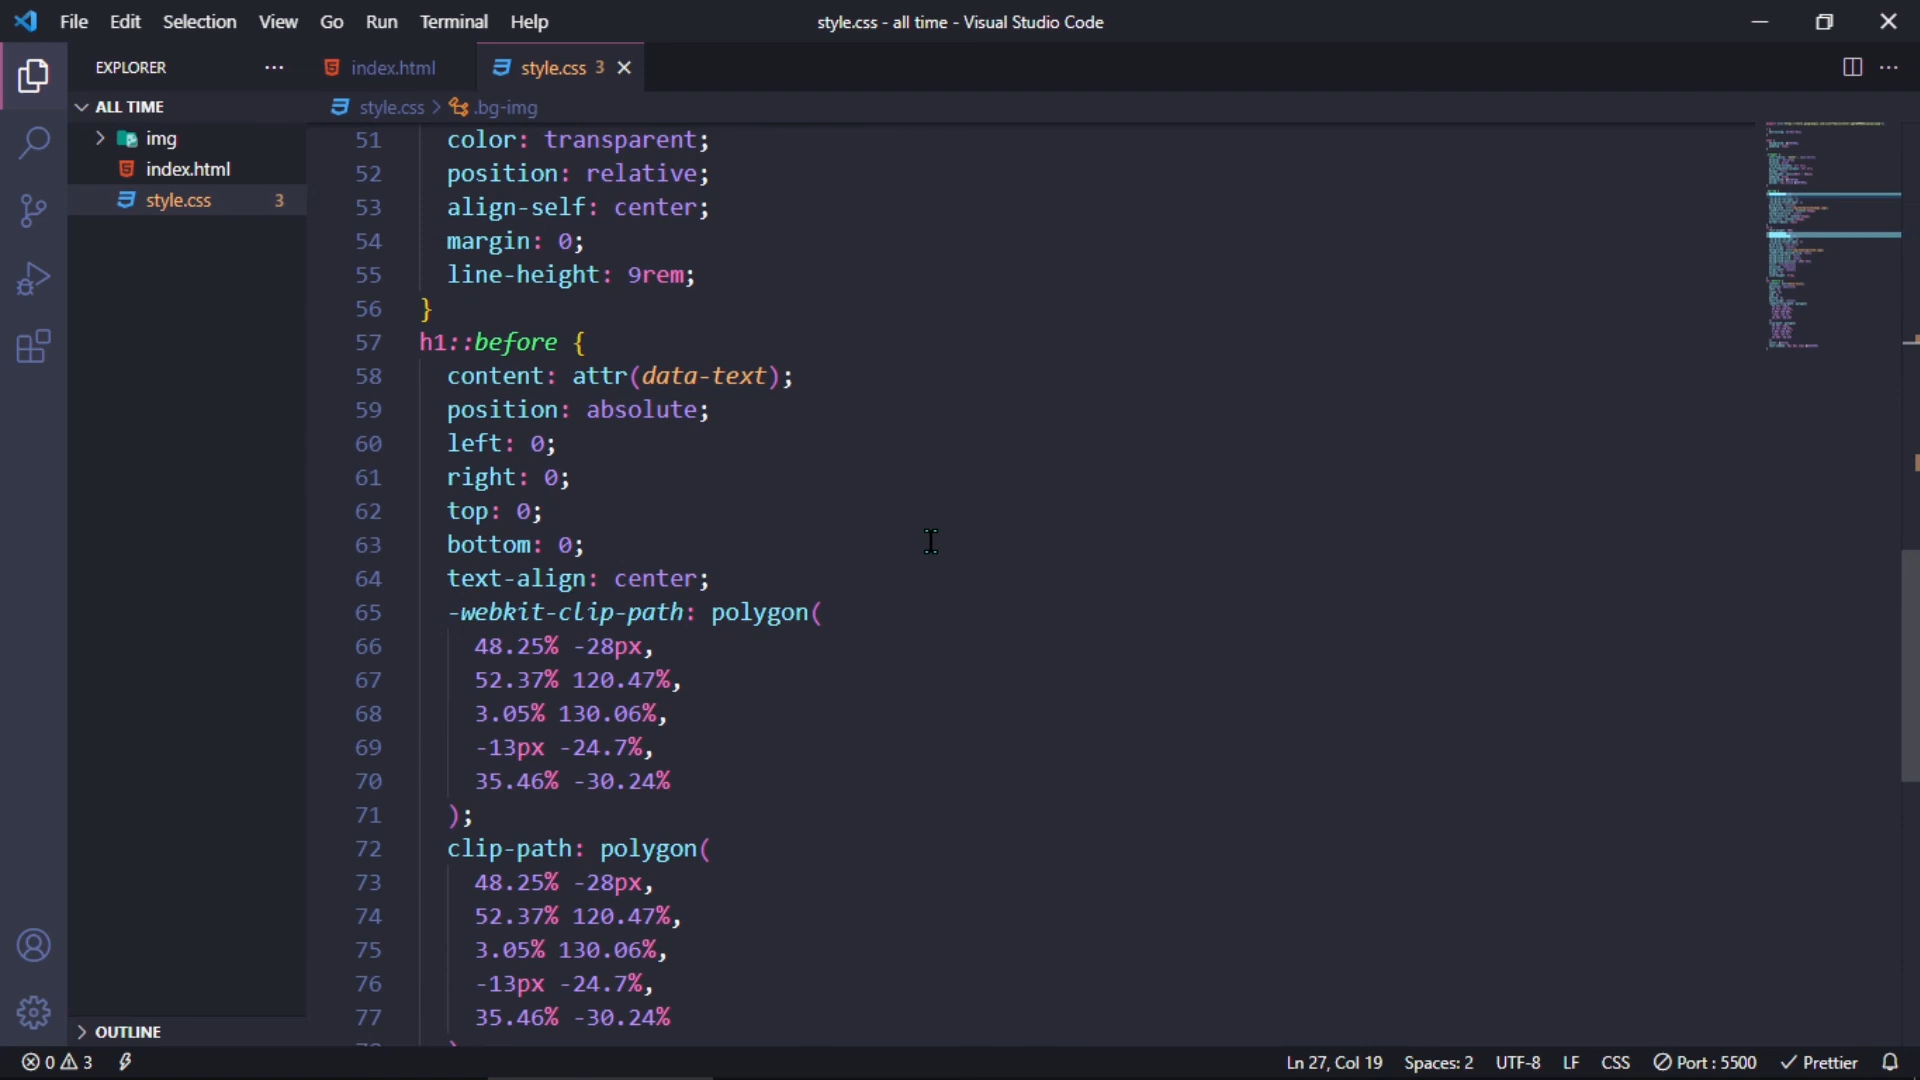 File Edit Selection View Go Run Terminal Help
style.css - all time - Visual Studio Code
EXPLORER
index.html
style.css 3
ALL TIME
style.css > .bg-img
img
index.html
style.css 3
51 color: transparent;
52 position: relative;
53 align-self: center;
54 margin: 0;
55 line-height: 9rem;
56 }
57 h1::before {
58 content: attr(data-text);
59 position: absolute;
60 left: 0;
61 right: 0;
62 top: 0;
63 bottom: 0;
64 text-align: center;
65 -webkit-clip-path: polygon(
66 48.25% -28px,
67 52.37% 120.47%,
68 3.05% 130.06%,
69 -13px -24.7%,
70 35.46% -30.24%
71 );
72 clip-path: polygon(
73 48.25% -28px,
74 52.37% 120.47%,
75 3.05% 130.06%,
76 -13px -24.7%,
77 35.46% -30.24%
OUTLINE
0 3
Ln 27, Col 19 Spaces: 2 UTF-8 LF CSS Port : 5500 Prettier